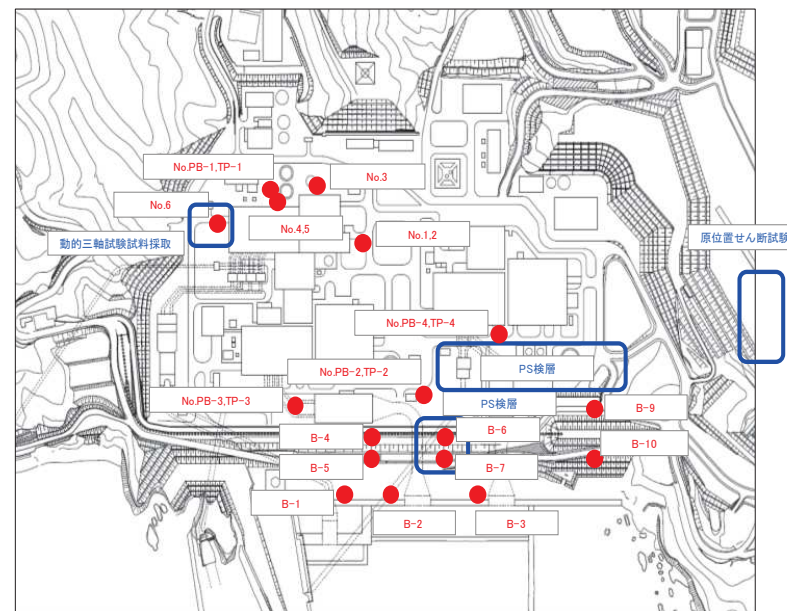 No.PB-1,TP-1
No.3
No.6
No.4,5
No.1,2
動的三軸試験試料採取
原位置せん断試験
No.PB-4,TP-4
No.PB-2,TP-2
PS検層
No.PB-3,TP-3
PS検層
B-9
B-4
B-6
B-10
B-5
B-7
B-1
B-2
B-3